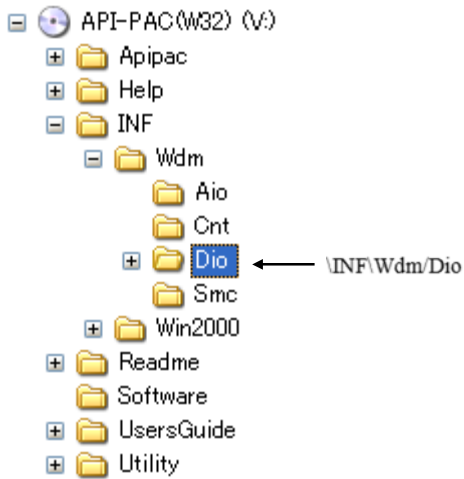 API-PAC(W32) (V:)
Apipac
Help
INF
Wdm
Aio
Cnt
Dio
\INF\Wdm/Dio
Smc
Win2000
Readme
Software
UsersGuide
Utility